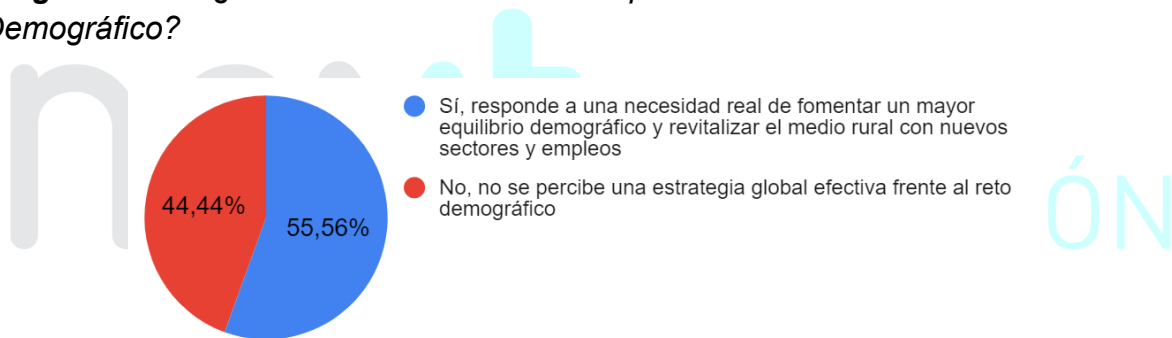 Demográfico?
Sí, responde a una necesidad real de fomentar un mayor
equilibrio demográfico y revitalizar el medio rural con nuevos
sectores y empleos
No, no se percibe una estrategia global efectiva frente al reto
demográfico
44,44%
55,56%
ÓN